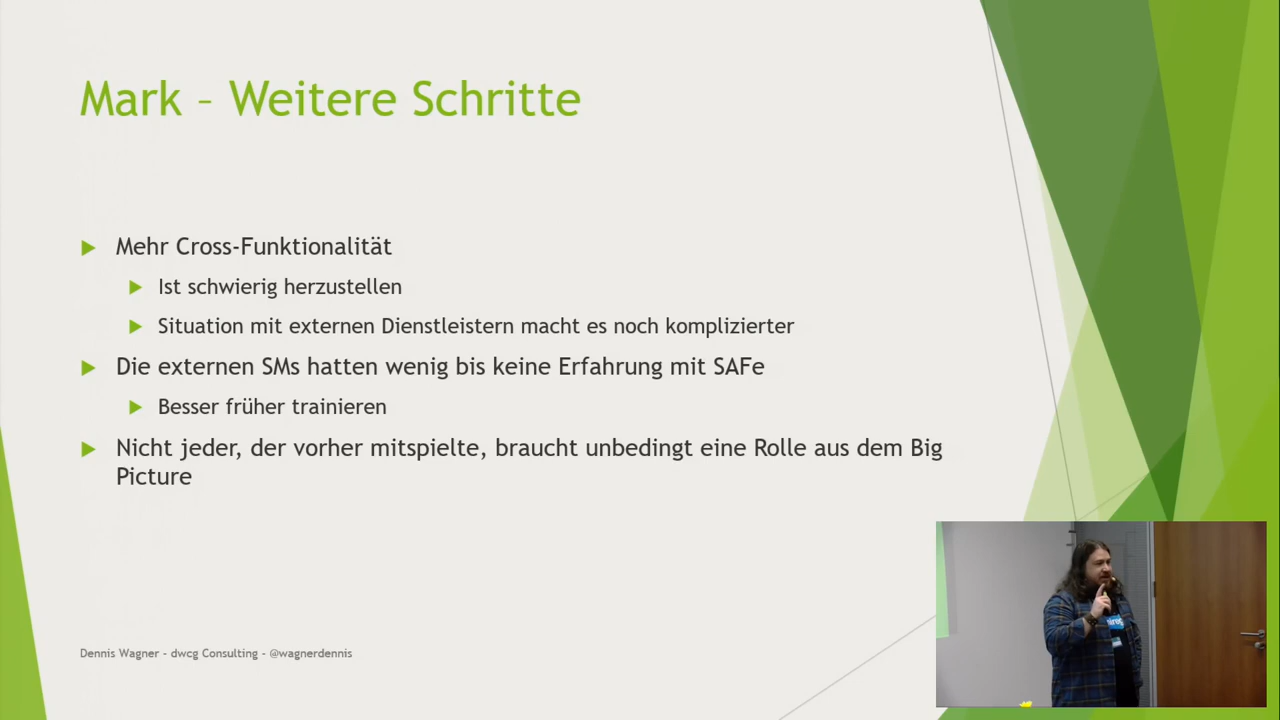 Mark – Weitere Schritte
Mehr Cross-Funktionalität
Ist schwierig herzustellen
Situation mit externen Dienstleistern macht es noch komplizierter
Die externen SMs hatten wenig bis keine Erfahrung mit SAFe
Besser früher trainieren
Nicht jeder, der vorher mitspielte, braucht unbedingt eine Rolle aus dem Big
Picture
Dennis Wagner – dwcg Consulting - @wagnerdennis